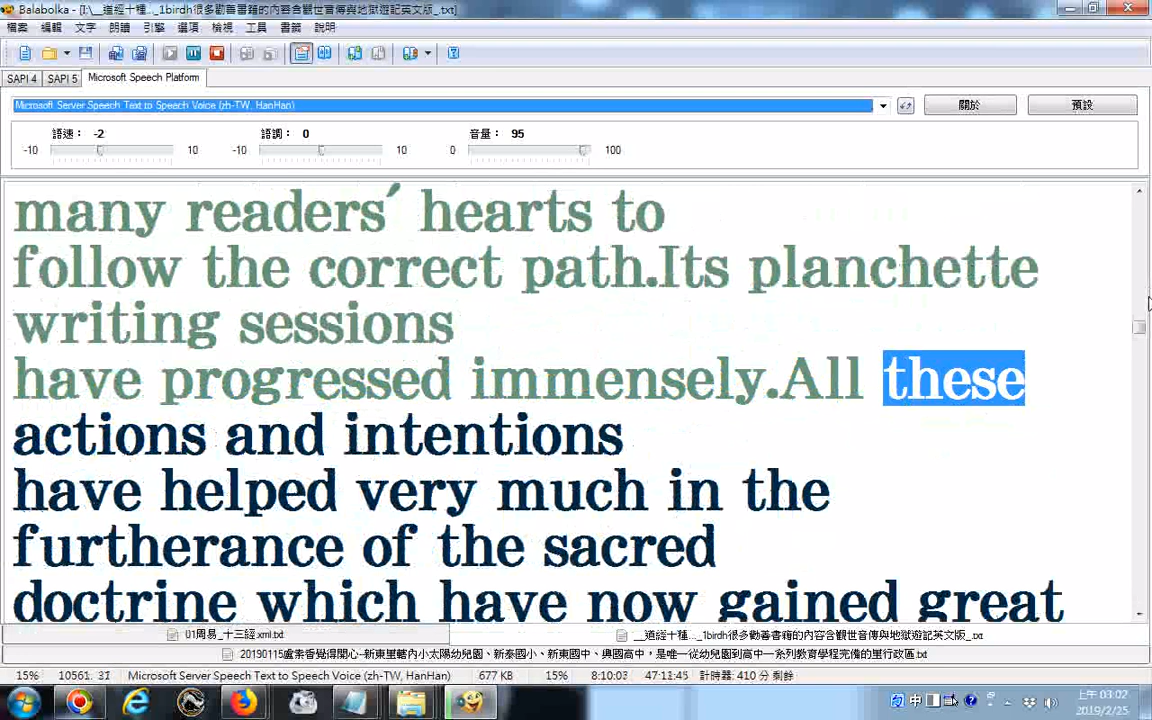 Balabolka - [I:\__道經十種..._1birdh很多勸善書籍的內容含觀世音傳與地獄遊記英文版_.txt]
檔案 編輯 文字 朗讀 引擎 選項 檢視 工具 書籤 說明
SAPI 4 SAPI 5 Microsoft Speech Platform
Microsoft Server Speech Text to Speech Voice (zh-TW, HanHan) 關於 預設
語速： -2 語調： 0 音量： 95
-10 10 -10 10 0 100
many readers´ hearts to
follow the correct path.Its planchette
writing sessions
have progressed immensely.All these
actions and intentions
have helped very much in the
furtherance of the sacred
doctrine which have now gained great
01周易_十三經.xml.txt __道經十種..._1birdh很多勸善書籍的內容含觀世音傳與地獄遊記英文版_.txt
20190115盧素香覺得開心-新東里轄內小太陽幼兒園、新泰國小、新東國中、興國高中，是唯一從幼兒園到高中一系列教育學程完備的里行政區.txt
15% 10561: 31 Microsoft Server Speech Text to Speech Voice (zh-TW, HanHan) 677 KB 15% 8:10:03 47:11:45 計時器: 410 分 剩餘
中 上午 03:02
2019/2/25